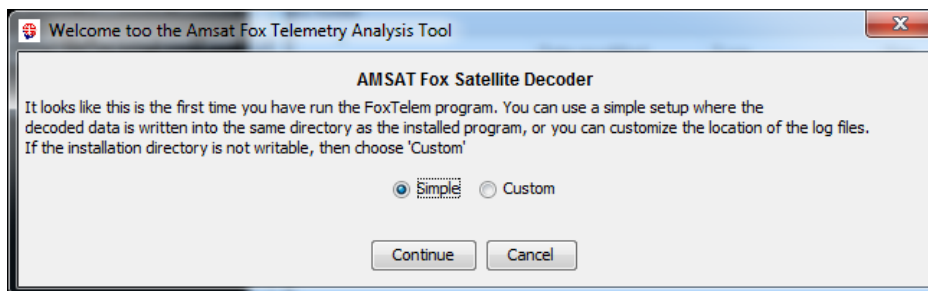 Welcome too the Amsat Fox Telemetry Analysis Tool
AMSAT Fox Satellite Decoder
It looks like this is the first time you have run the FoxTelem program. You can use a simple setup where the
decoded data is written into the same directory as the installed program, or you can customize the location of the log files.
If the installation directory is not writable, then choose 'Custom'
Simple Custom
Continue Cancel